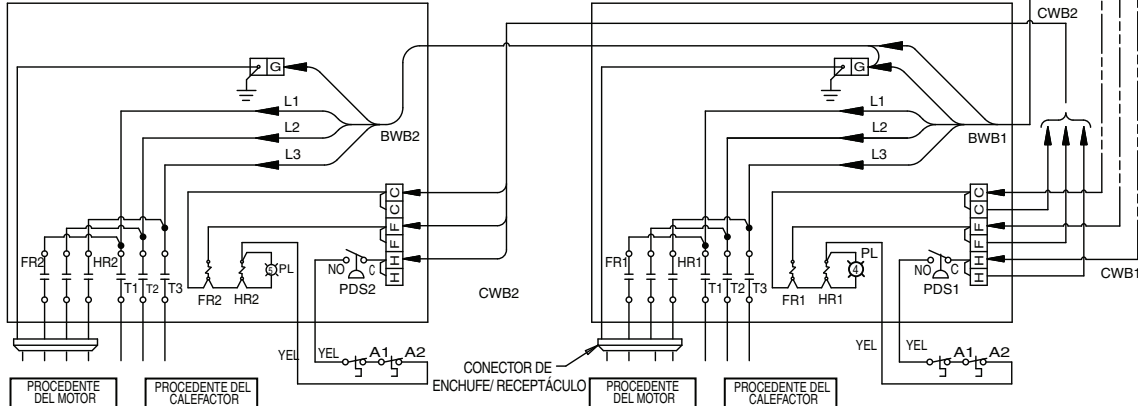 CWB2
G
L1
L2
L3
BWB2
C
C
F
F
H
H
FR2
HR2
T1
T2
T3
FR2
HR2
PL
NO
C
PDS2
CWB2
YEL
YEL
A1
A2
PROCEDENTE
DEL MOTOR
PROCEDENTE DEL
CALEFACTOR
CONECTOR DE
ENCHUFE/ RECEPTÁCULO
G
L1
L2
L3
BWB1
C
C
F
F
H
H
FR1
HR1
T1
T2
T3
FR1
HR1
4
PL
NO
C
PDS1
CWB1
YEL
YEL
A1
A2
PROCEDENTE
DEL MOTOR
PROCEDENTE DEL
CALEFACTOR